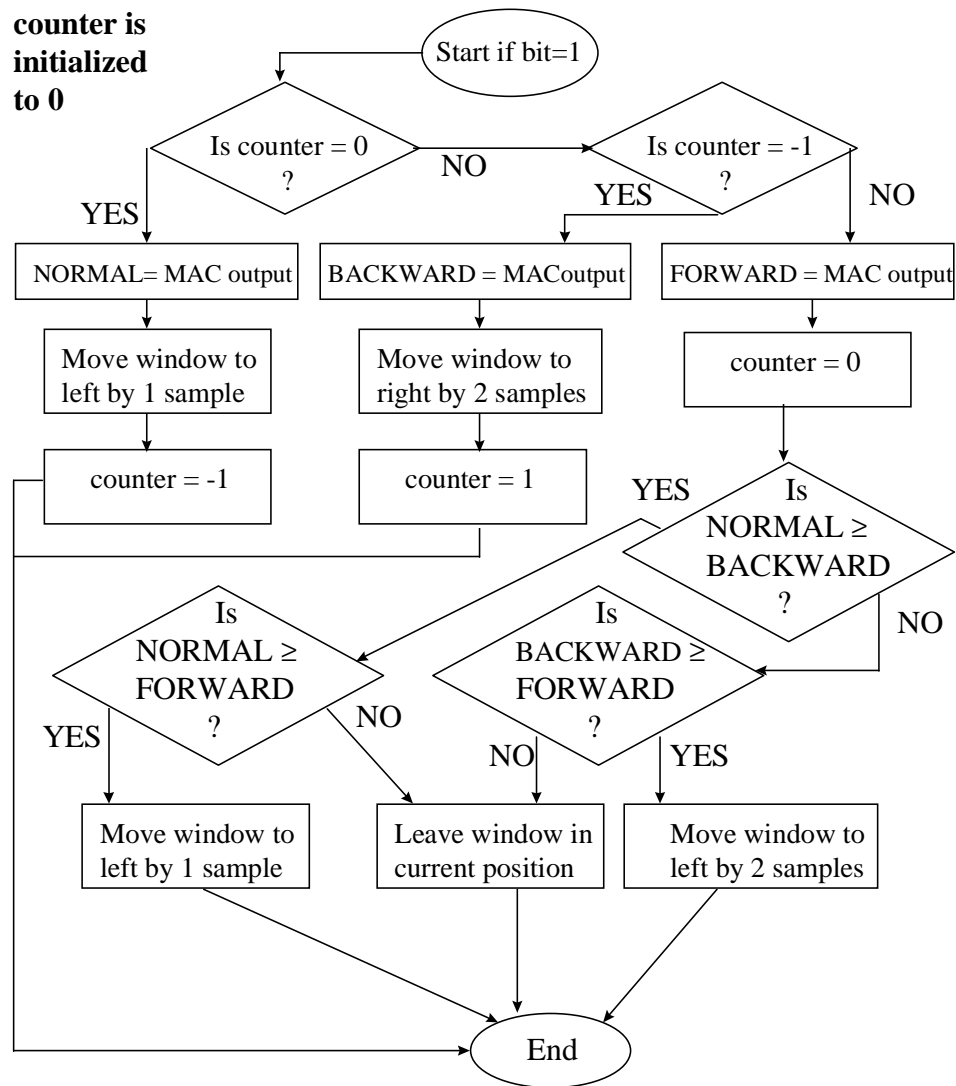 counter is
initialized
to 0
Start if bit=1
Is counter = 0
?
NO
Is counter = -1
?
YES
YES
NO
NORMAL= MAC output
BACKWARD = MACoutput
FORWARD = MAC output
Move window to
left by 1 sample
Move window to
right by 2 samples
counter = 0
counter = -1
counter = 1
YES
Is
NORMAL ≥
BACKWARD
?
NO
Is
NORMAL ≥
FORWARD
?
YES
NO
Is
BACKWARD ≥
FORWARD
?
NO
YES
Move window to
left by 1 sample
Leave window in
current position
Move window to
left by 2 samples
End